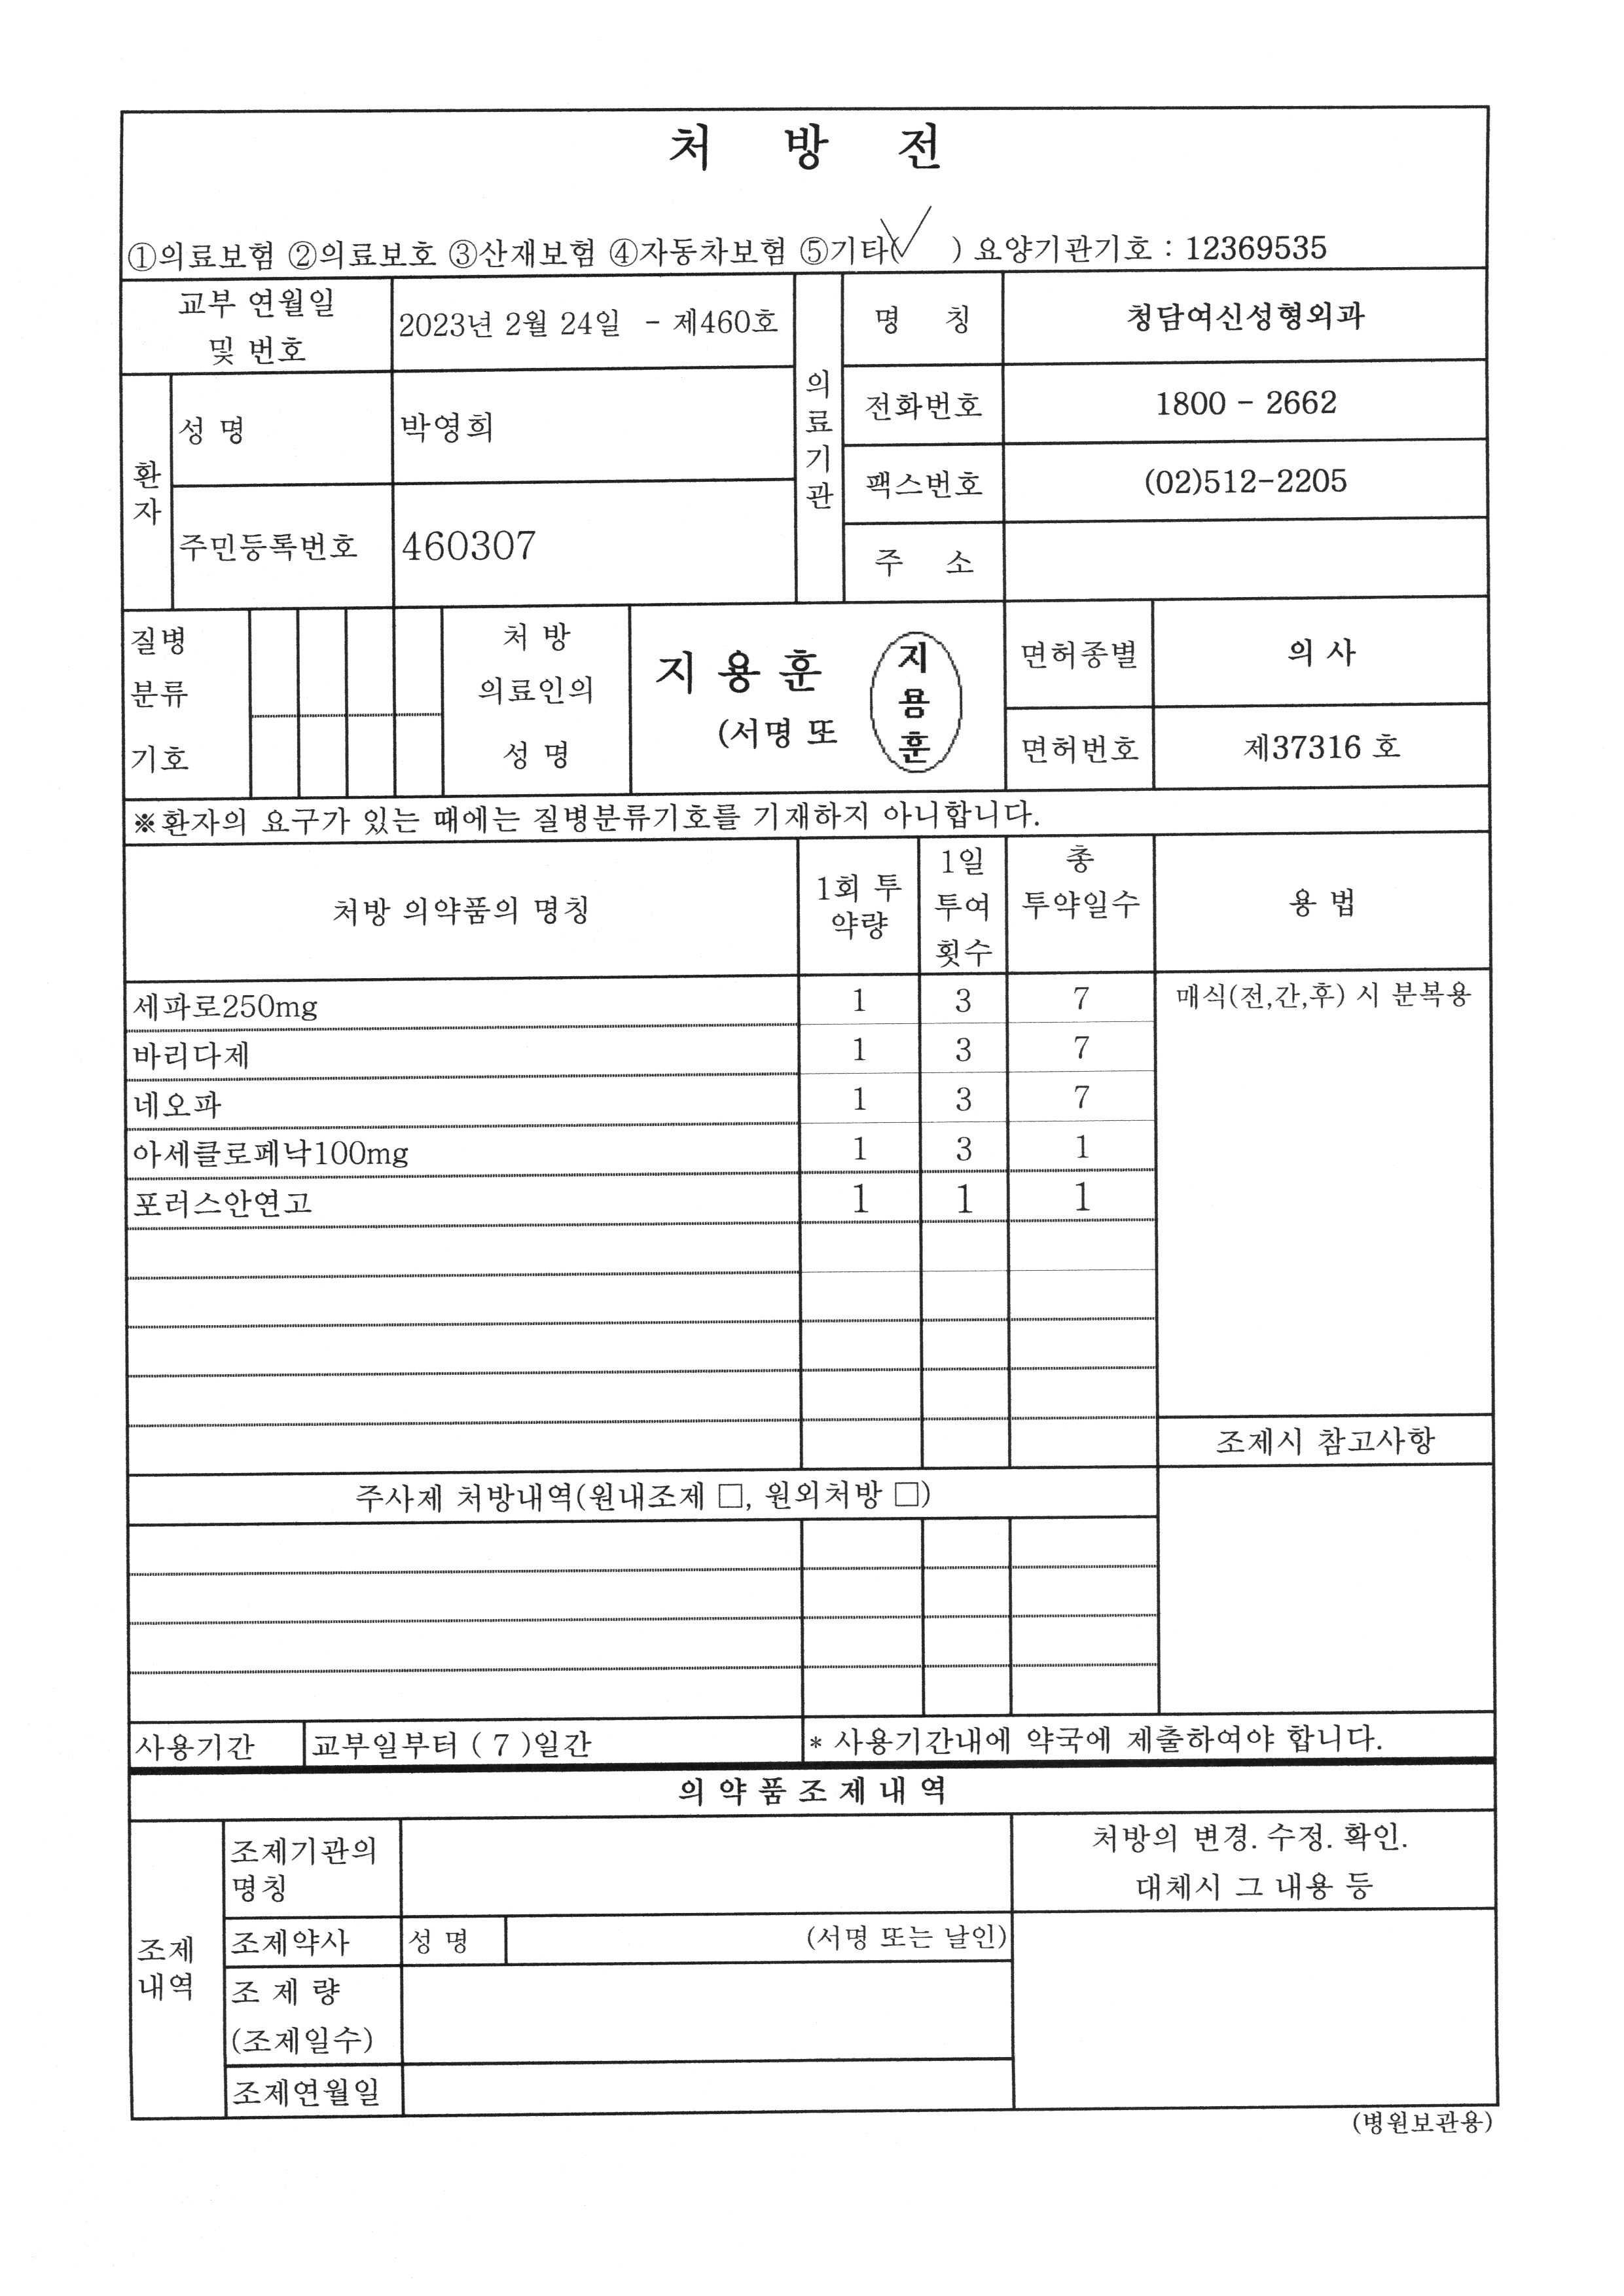 처 방 전
①의료보험 ②의료보호 ③산재보험 ④자동차보험 ⑤기타(✓ ) 요양기관기호 : 12369535
교부 연월일
및 번호
2023년 2월 24일 - 제460호
환자
성 명
박영희
주민등록번호
460307
의료기관
명 칭
청담여신성형외과
전화번호
1800 - 2662
팩스번호
(02)512-2205
주 소
질병
분류
기호
처 방
의료인의
성 명
지 용 훈
(서명 또
지용훈
면허종별
의 사
면허번호
제37316 호
※환자의 요구가 있는 때에는 질병분류기호를 기재하지 아니합니다.
처방 의약품의 명칭
1회 투
약량
1일
투여
횟수
총
투약일수
용 법
세파로250mg 1 3 7 매식(전,간,후) 시 분복용
바리다제 1 3 7
네오파 1 3 7
아세클로페낙100mg 1 3 1
포러스안연고 1 1 1
조제시 참고사항
주사제 처방내역(원내조제 □, 원외처방 □)
사용기간 교부일부터 ( 7 )일간 * 사용기간내에 약국에 제출하여야 합니다.
의 약 품 조 제 내 역
조제
내역
조제기관의
명칭
처방의 변경. 수정. 확인.
대체시 그 내용 등
조제약사 성 명 (서명 또는 날인)
조 제 량
(조제일수)
조제연월일
(병원보관용)